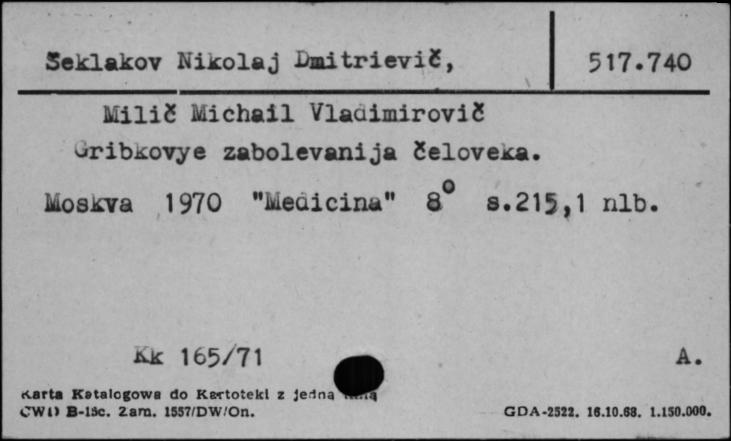 Šeklakov Nikolaj Dmitrievič, 517.740
Milič Michail Vladimirovič
Gribkovye zabolevanija čeloveka.
Moskva 1970 "Medicina" 8° s.215,1 nlb.
Kk 165/71 A.
Karta Katalogowa do Kartoteki z jedną
CWD B-15c. Zam. 1557/DW/On. GDA-2522. 16.10.68. 1.150.000.